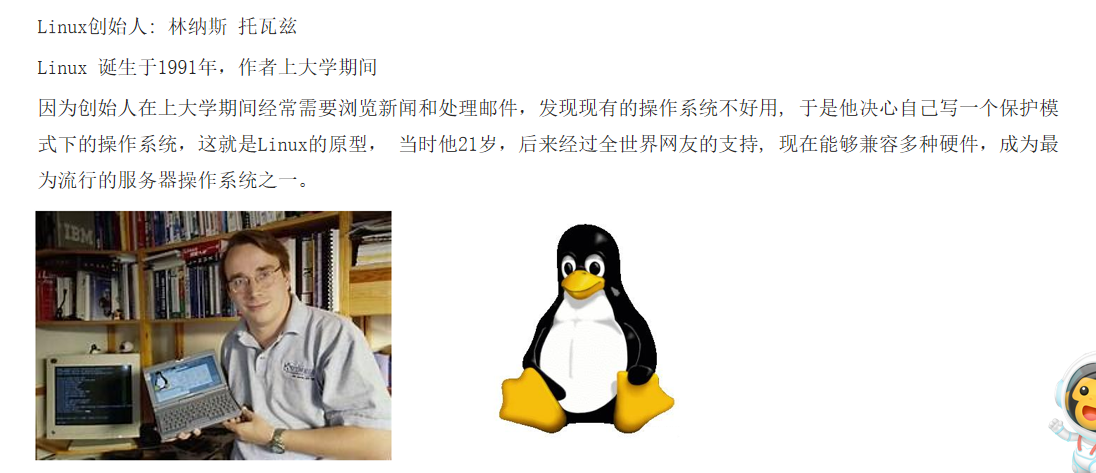 Linux创始人: 林纳斯 托瓦兹
Linux 诞生于1991年，作者上大学期间
因为创始人在上大学期间经常需要浏览新闻和处理邮件，发现现有的操作系统不好用, 于是他决心自己写一个保护模
式下的操作系统，这就是Linux的原型， 当时他21岁，后来经过全世界网友的支持, 现在能够兼容多种硬件，成为最
为流行的服务器操作系统之一。
IBM